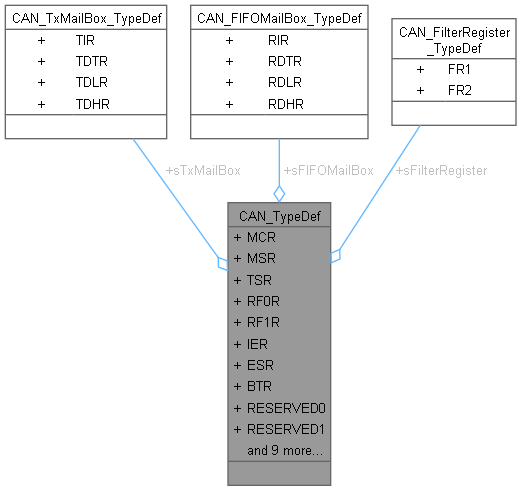 CAN_TxMailBox_TypeDef
+ TIR
+ TDTR
+ TDLR
+ TDHR
CAN_FIFOMailBox_TypeDef
+ RIR
+ RDTR
+ RDLR
+ RDHR
CAN_FilterRegister
_TypeDef
+ FR1
+ FR2
+sTxMailBox
+sFIFOMailBox
+sFilterRegister
CAN_TypeDef
+ MCR
+ MSR
+ TSR
+ RF0R
+ RF1R
+ IER
+ ESR
+ BTR
+ RESERVED0
+ RESERVED1
and 9 more...